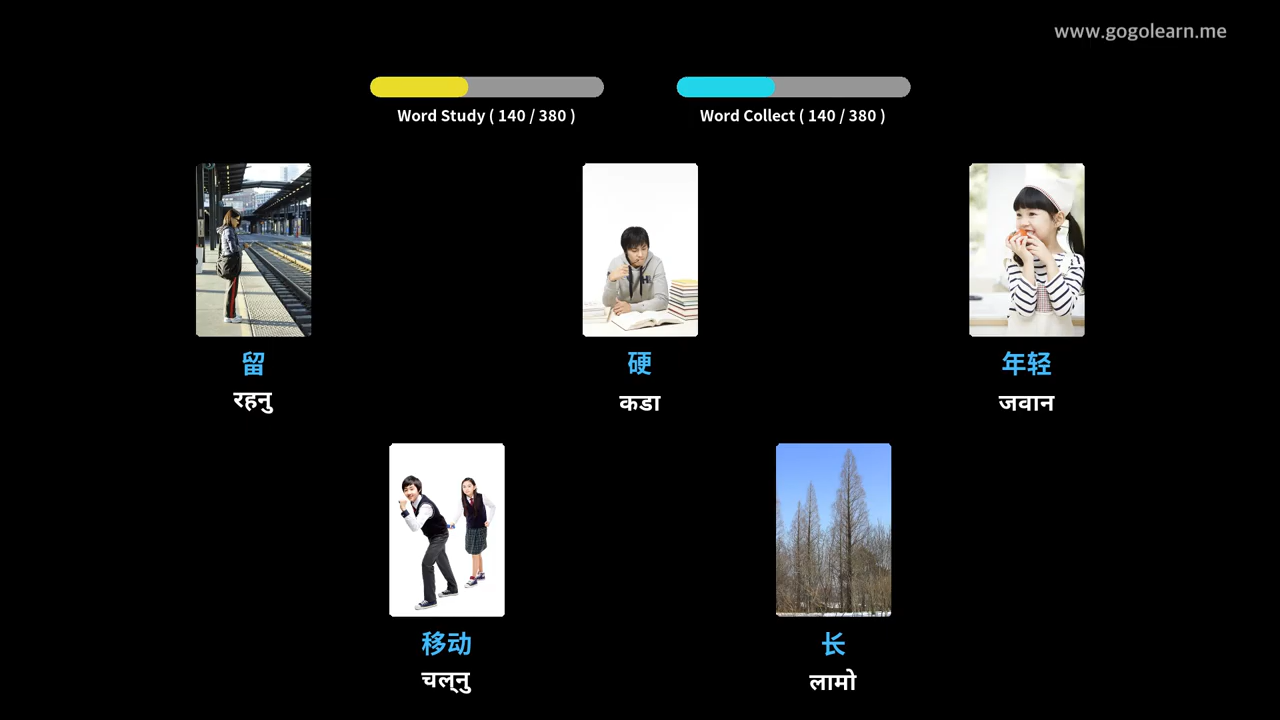 www.gogolearn.me
Word Study ( 140 / 380 )
Word Collect ( 140 / 380 )
留
रहनु
硬
कडा
年轻
जवान
移动
चल्नु
长
लामो